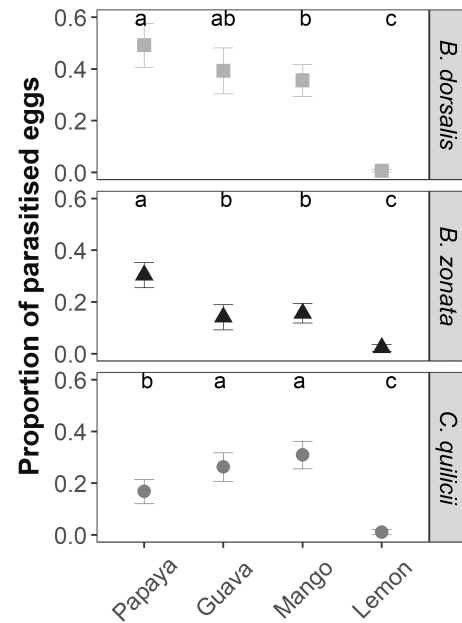 Proportion of parasitised eggs
0.6
0.4
0.2
0.0
a ab b c
B. dorsalis
0.6
0.4
0.2
0.0
a b b c
B. zonata
0.6
0.4
0.2
0.0
b a a c
C. quilicii
Papaya Guava Mango Lemon